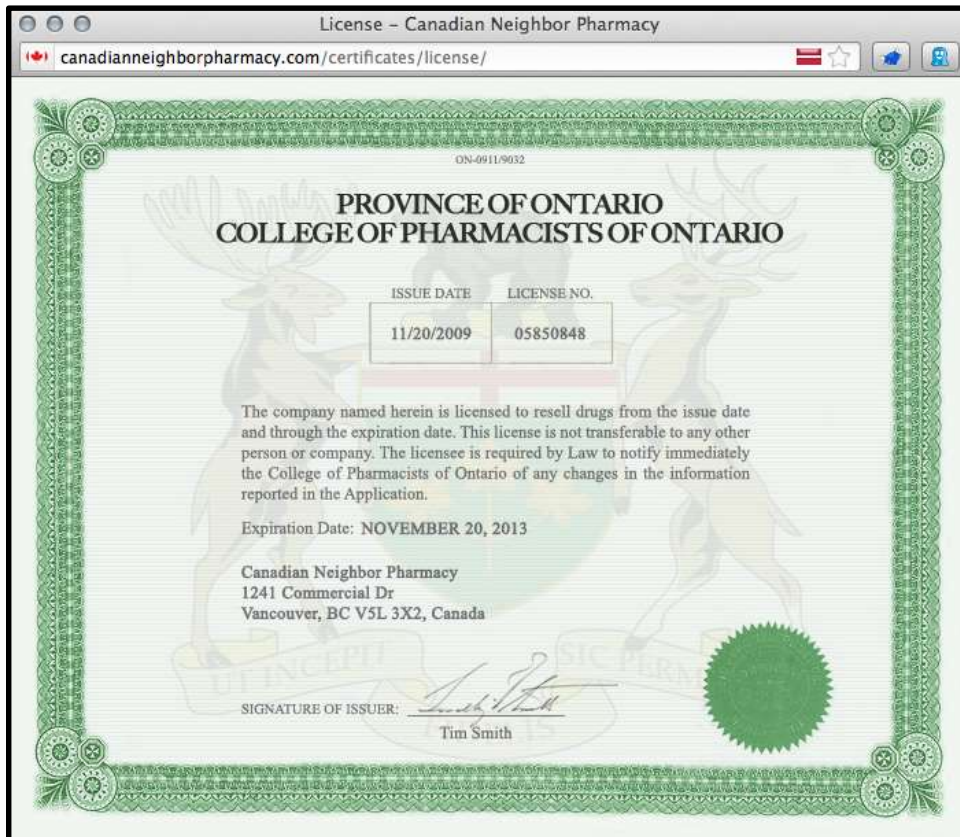 License – Canadian Neighbor Pharmacy
canadianneighborpharmacy.com/certificates/license/
ON-0911/9032
PROVINCE OF ONTARIO
COLLEGE OF PHARMACISTS OF ONTARIO
ISSUE DATE LICENSE NO.
11/20/2009 05850848
The company named herein is licensed to resell drugs from the issue date
and through the expiration date. This license is not transferable to any other
person or company. The licensee is required by Law to notify immediately
the College of Pharmacists of Ontario of any changes in the information
reported in the Application.
Expiration Date: NOVEMBER 20, 2013
Canadian Neighbor Pharmacy
1241 Commercial Dr
Vancouver, BC V5L 3X2, Canada
UT INCEPIT SIC PERM
SIGNATURE OF ISSUER:
Tim Smith